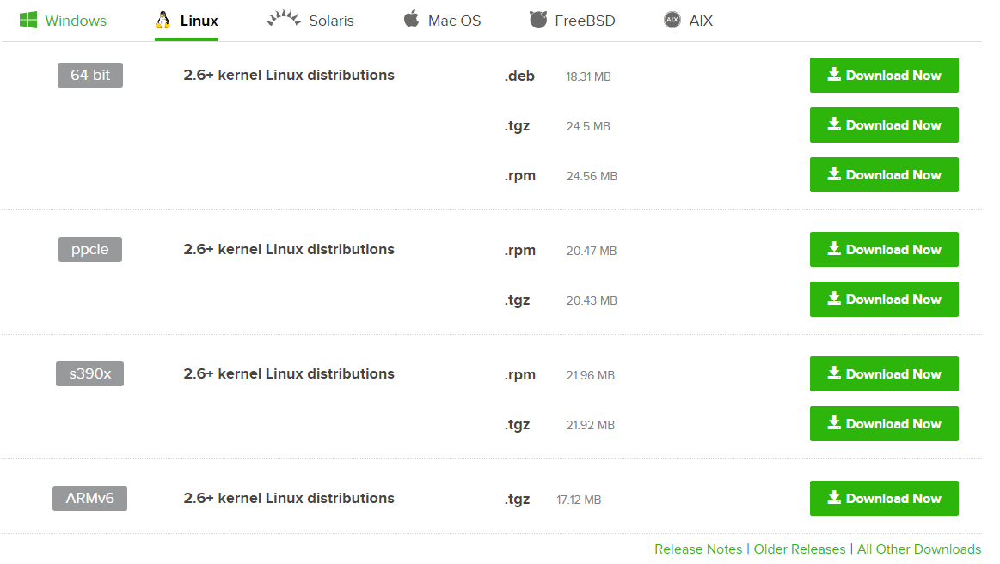 Windows Linux Solaris Mac OS FreeBSD AIX AIX
64-bit 2.6+ kernel Linux distributions .deb 18.31 MB Download Now
.tgz 24.5 MB Download Now
.rpm 24.56 MB Download Now
ppcle 2.6+ kernel Linux distributions .rpm 20.47 MB Download Now
.tgz 20.43 MB Download Now
s390x 2.6+ kernel Linux distributions .rpm 21.96 MB Download Now
.tgz 21.92 MB Download Now
ARMv6 2.6+ kernel Linux distributions .tgz 17.12 MB Download Now
Release Notes | Older Releases | All Other Downloads